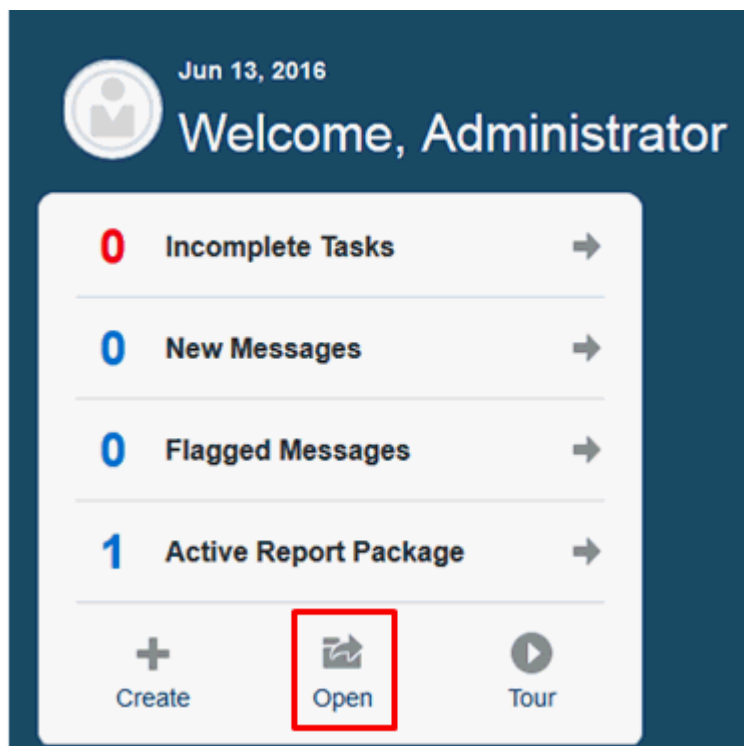 Jun 13, 2016
Welcome, Administrator
0 Incomplete Tasks
0 New Messages
0 Flagged Messages
1 Active Report Package
Create Open Tour